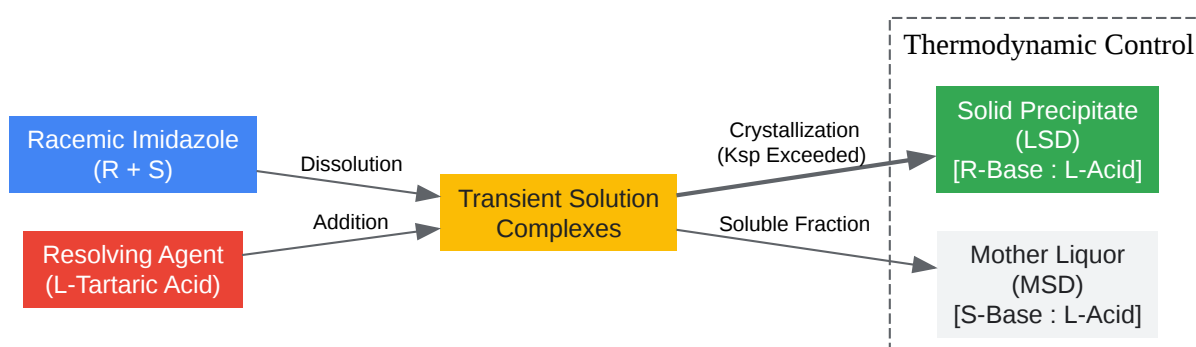 Thermodynamic Control
Racemic Imidazole
(R + S)
Resolving Agent
(L-Tartaric Acid)
Dissolution
Addition
Transient Solution
Complexes
Crystallization
(Ksp Exceeded)
Soluble Fraction
Solid Precipitate
(LSD)
[R-Base : L-Acid]
Mother Liquor
(MSD)
[S-Base : L-Acid]